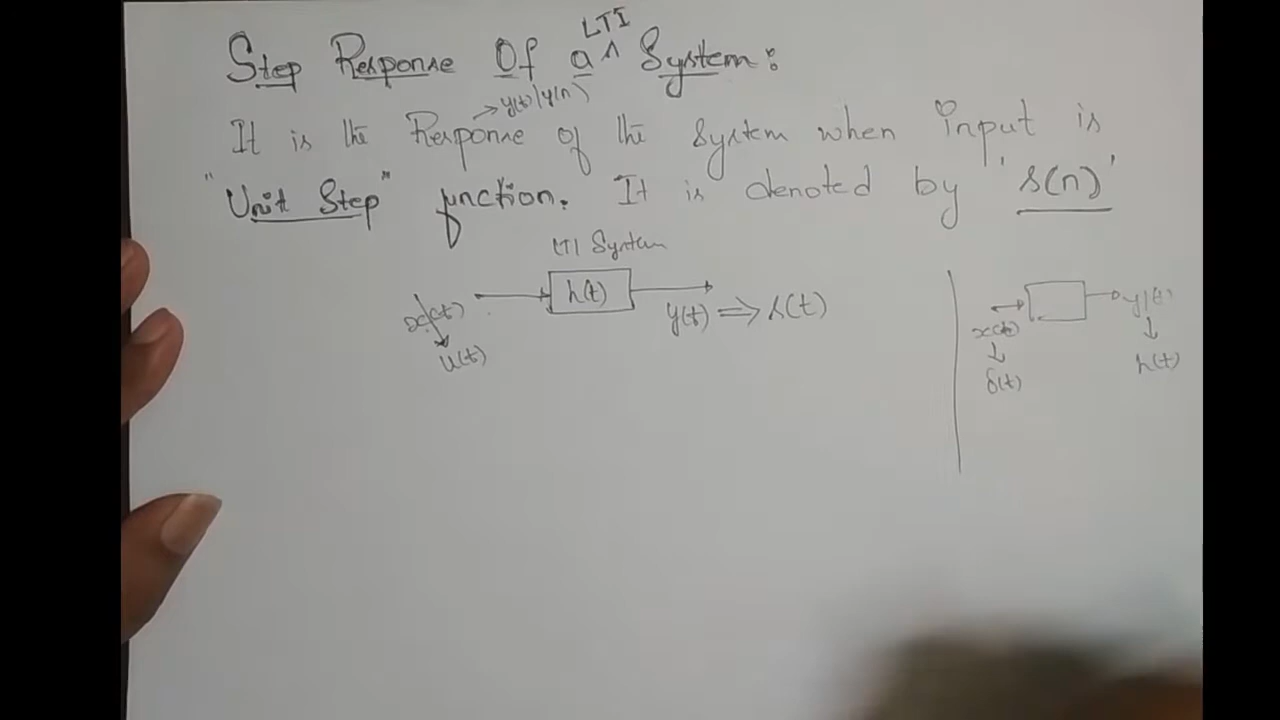 Step Response Of a ^ LTI System:
→ y(t)/y(n)
It is the Response of the system when input is
"Unit Step" function. It is denoted by 's(n)'
LTI System
x(t) h(t) y(t) ⇒ s(t)
u(t)
x(t) y(t)
δ(t) h(t)